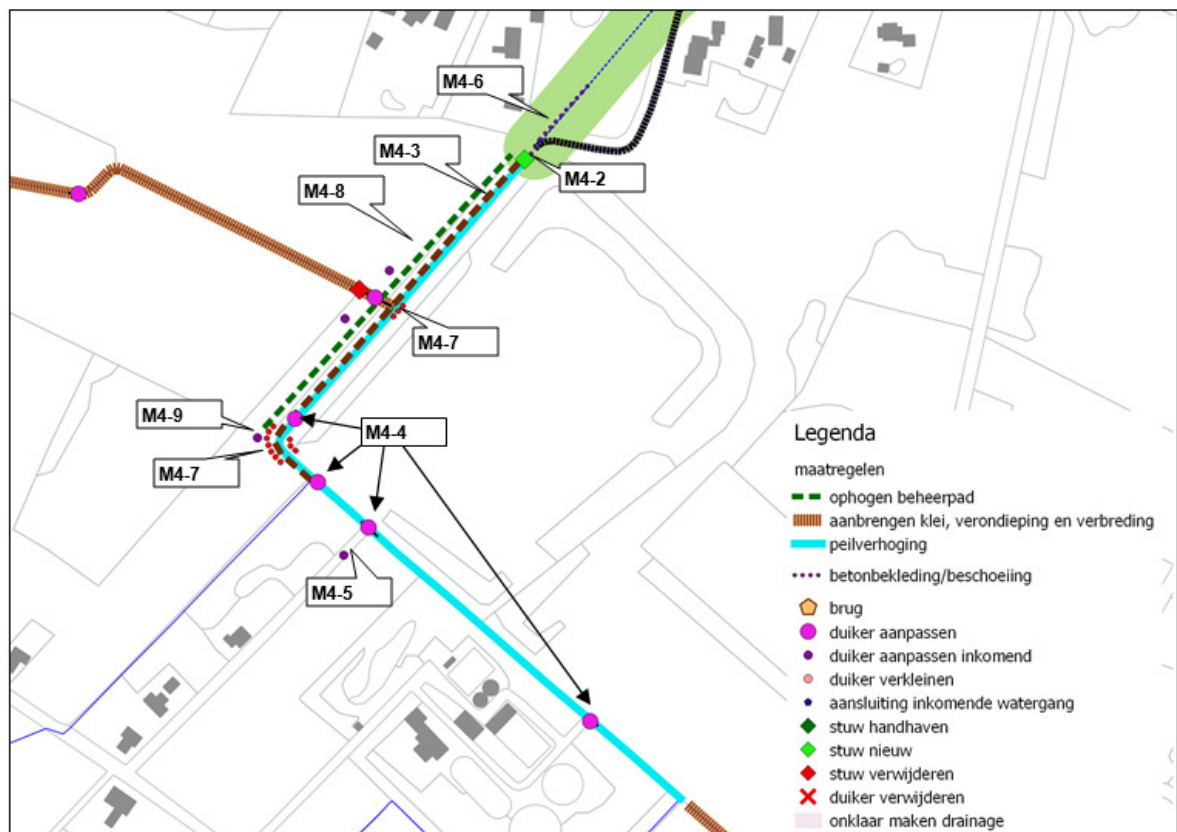 M4-6
M4-3
M4-2
M4-8
M4-7
M4-9
M4-4
M4-7
M4-5
Legenda
maatregelen
ophogen beheerpad
aanbrengen klei, verondieping en verbreding
peilverhoging
betonbekleding/beschoeiing
brug
duiker aanpassen
duiker aanpassen inkomend
duiker verkleinen
aansluiting inkomende watergang
stuw handhaven
stuw nieuw
stuw verwijderen
duiker verwijderen
onklaar maken drainage